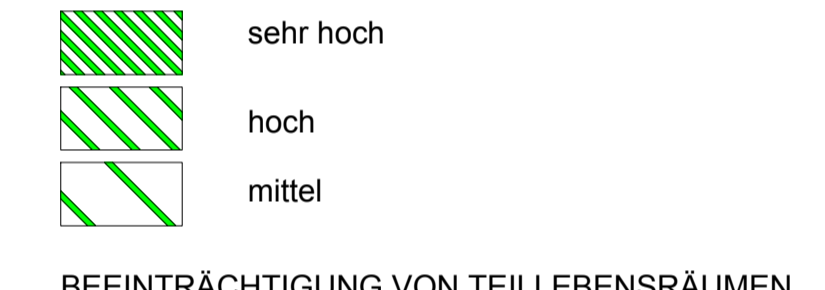 sehr hoch
hoch
mittel
BEEINTRÄCHTIGUNG VON TEILLEBENSRÄUMEN